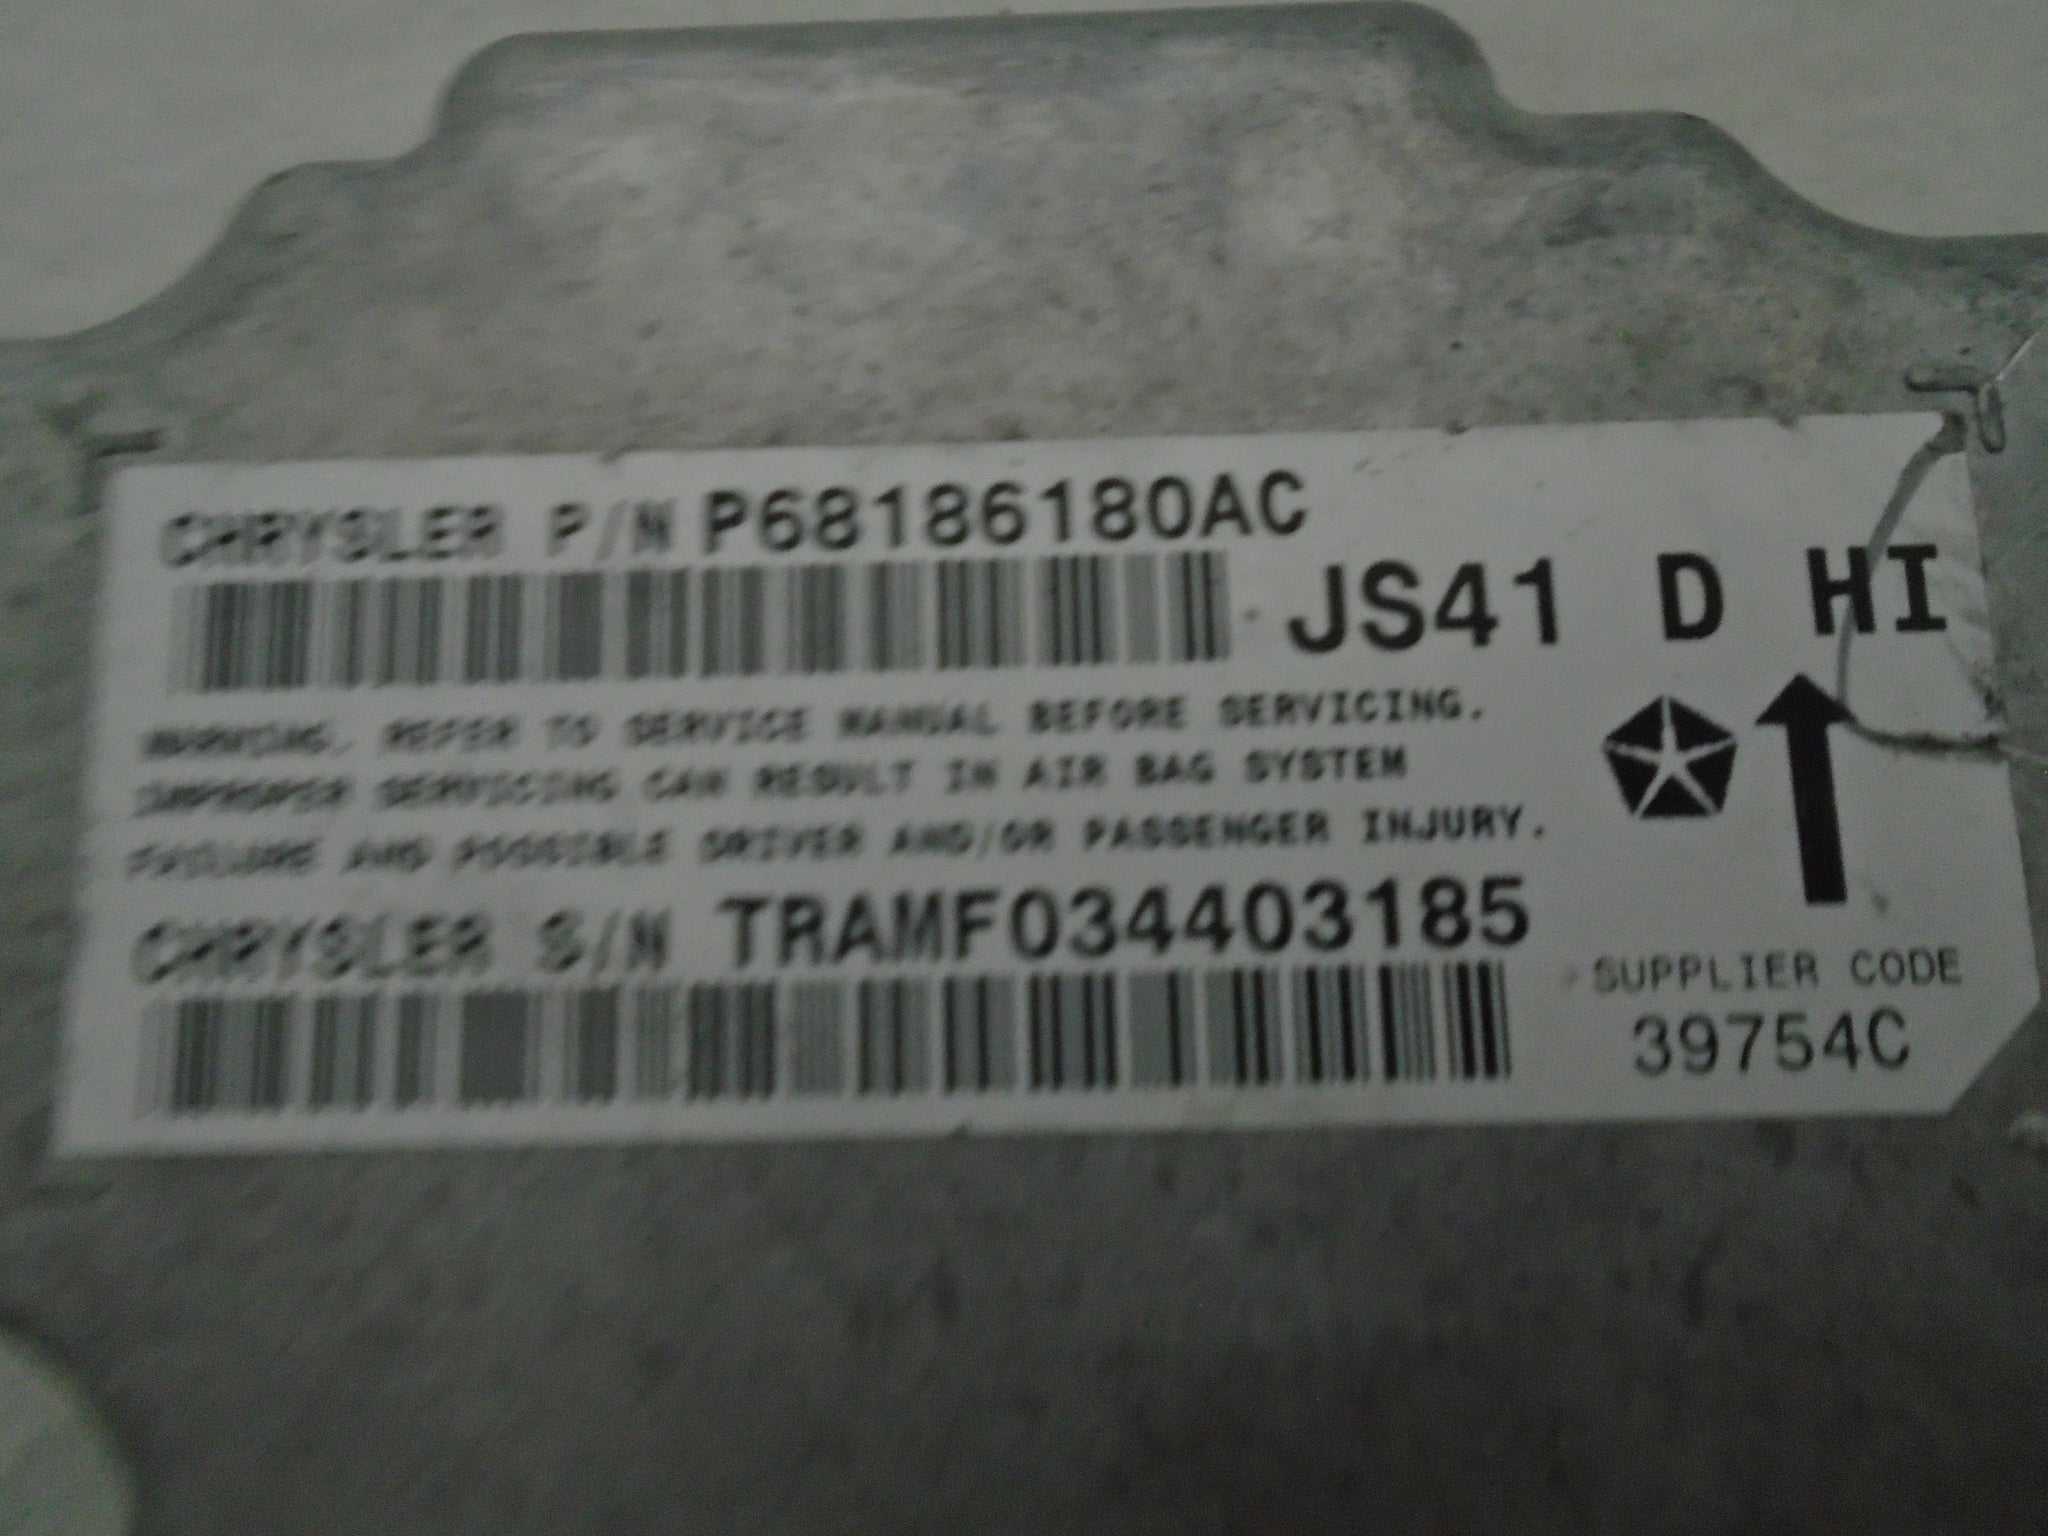 CHRYSLER P/N P68186180AC
JS41 D HI
WARNING, REFER TO SERVICE MANUAL BEFORE SERVICING.
IMPROPER SERVICING CAN RESULT IN AIR BAG SYSTEM
FAILURE AND POSSIBLE DRIVER AND/OR PASSENGER INJURY.
CHRYSLER S/N TRAMF034403185
SUPPLIER CODE
39754C